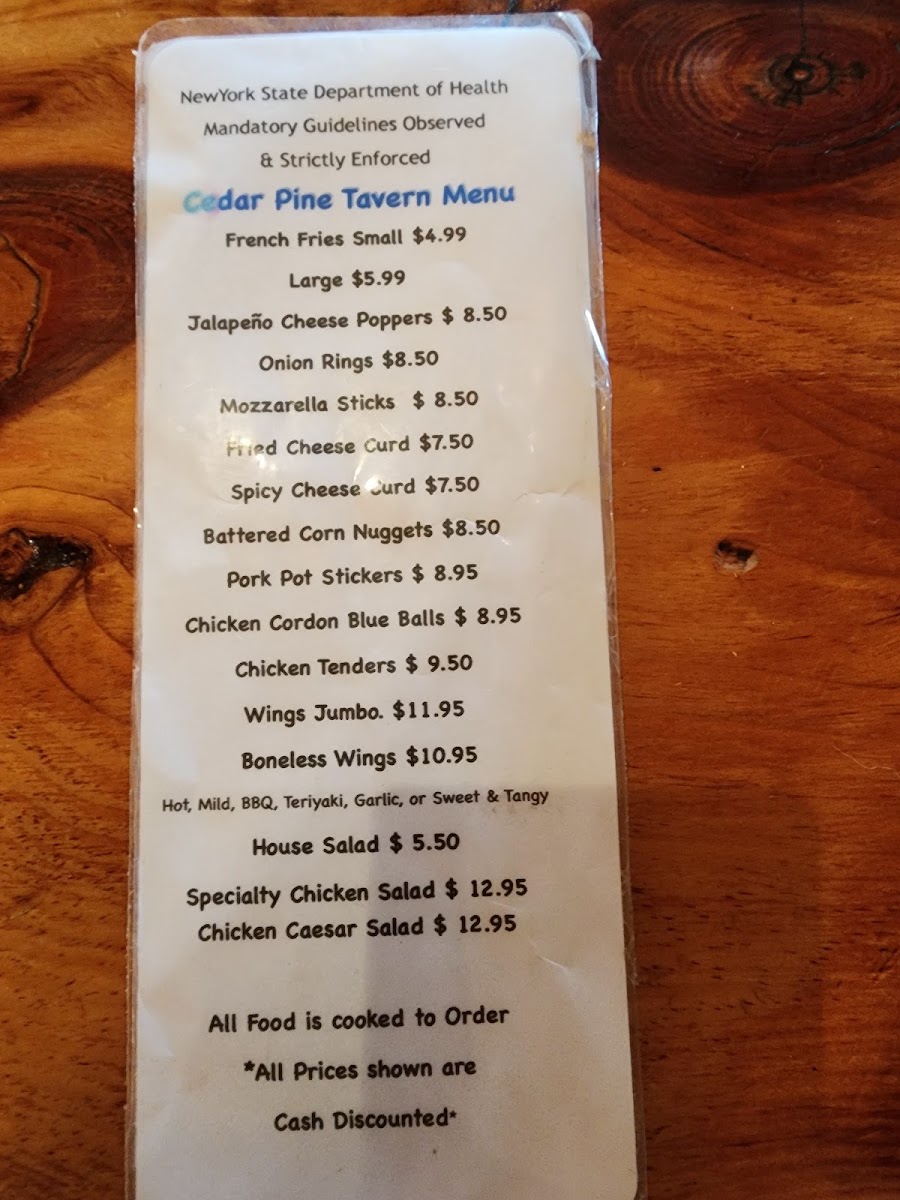 NewYork State Department of Health
Mandatory Guidelines Observed
& Strictly Enforced
Cedar Pine Tavern Menu
French Fries Small $4.99
Large $5.99
Jalapeño Cheese Poppers $ 8.50
Onion Rings $8.50
Mozzarella Sticks $ 8.50
Fried Cheese Curd $7.50
Spicy Cheese Curd $7.50
Battered Corn Nuggets $8.50
Pork Pot Stickers $ 8.95
Chicken Cordon Blue Balls $ 8.95
Chicken Tenders $ 9.50
Wings Jumbo. $11.95
Boneless Wings $10.95
Hot, Mild, BBQ, Teriyaki, Garlic, or Sweet & Tangy
House Salad $ 5.50
Specialty Chicken Salad $ 12.95
Chicken Caesar Salad $ 12.95
All Food is cooked to Order
*All Prices shown are
Cash Discounted*